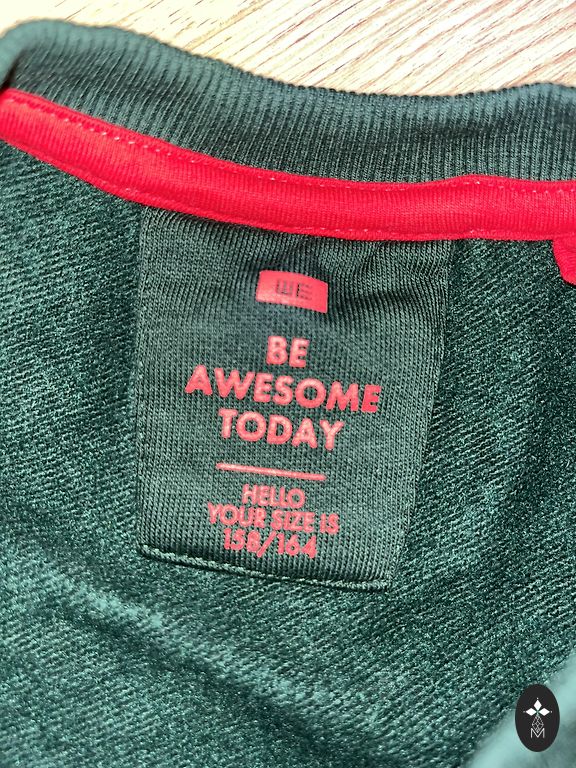 WE
BE
AWESOME
TODAY
HELLO
YOUR SIZE IS
158/164
M